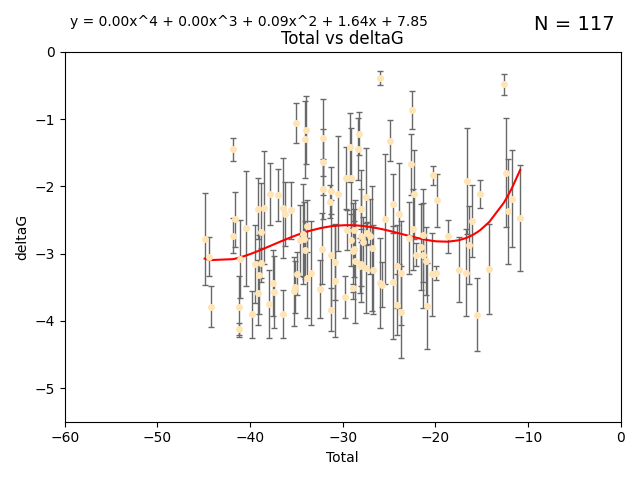 y = 0.00x^4 + 0.00x^3 + 0.09x^2 + 1.64x + 7.85
N = 117
Total vs deltaG
0
−1
−2
−3
−4
−5
deltaG
−60 −50 −40 −30 −20 −10 0
Total